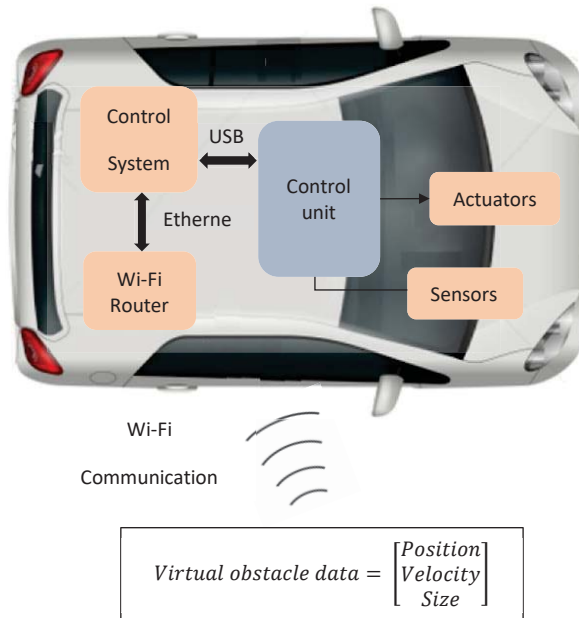 Control
System
USB
Control
unit
Actuators
Etherne
Wi-Fi
Router
Sensors
Wi-Fi
Communication
Virtual obstacle data = [Position
Velocity
Size]